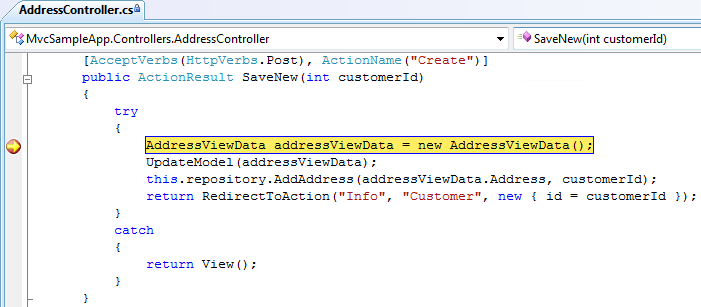 AddressController.cs
MvcSampleApp.Controllers.AddressController
SaveNew(int customerId)
[AcceptVerbs(HttpVerbs.Post), ActionName("Create")]
public ActionResult SaveNew(int customerId)
{
try
{
AddressViewData addressViewData = new AddressViewData();
UpdateModel(addressViewData);
this.repository.AddAddress(addressViewData.Address, customerId);
return RedirectToAction("Info", "Customer", new { id = customerId });
}
catch
{
return View();
}
}